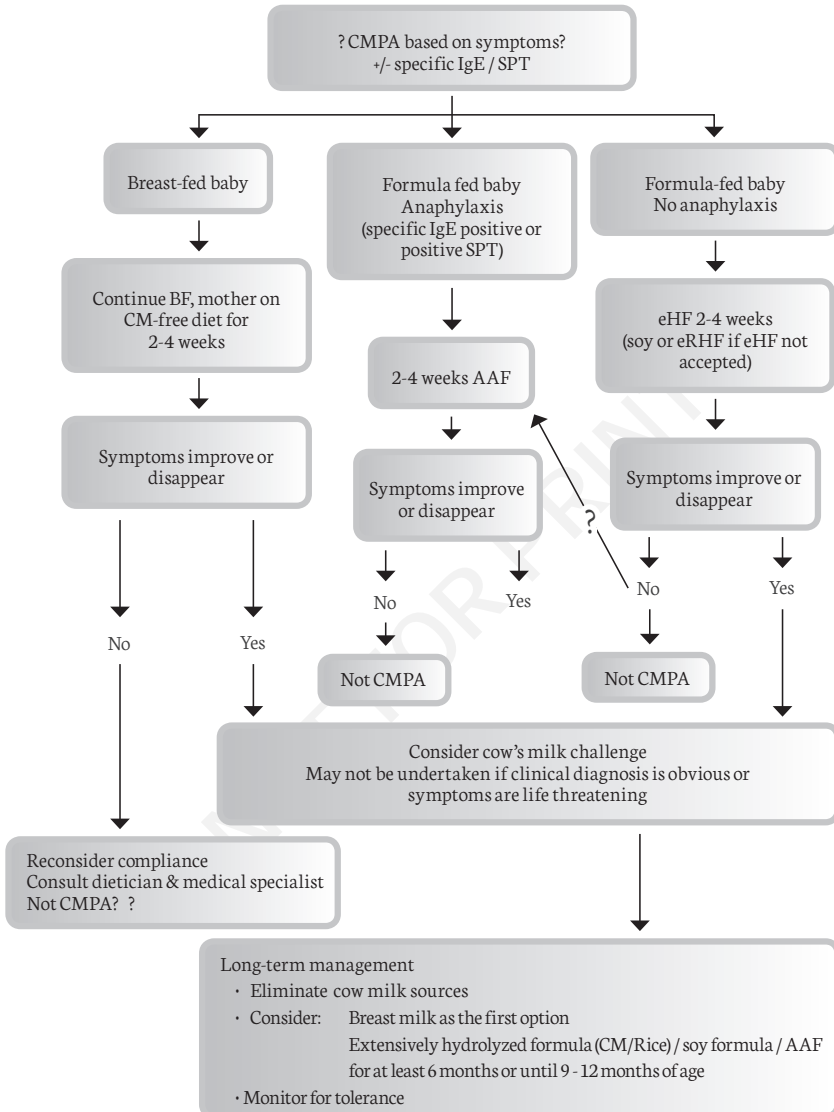 ? CMPA based on symptoms?
+/- specific IgE / SPT
Breast-fed baby
Formula fed baby
Anaphylaxis
(specific IgE positive or
positive SPT)
Formula-fed baby
No anaphylaxis
Continue BF, mother on
CM-free diet for
2-4 weeks
2-4 weeks AAF
eHF 2-4 weeks
(soy or eRHF if eHF not
accepted)
Symptoms improve or
disappear
Symptoms improve
or disappear
Symptoms improve or
disappear
?
No
Yes
No
Yes
No
Yes
Not CMPA
Not CMPA
Consider cow's milk challenge
May not be undertaken if clinical diagnosis is obvious or
symptoms are life threatening
Reconsider compliance
Consult dietician & medical specialist
Not CMPA? ?
Long-term management
· Eliminate cow milk sources
· Consider: Breast milk as the first option
Extensively hydrolyzed formula (CM/Rice) / soy formula / AAF
for at least 6 months or until 9 - 12 months of age
· Monitor for tolerance
FOR PRINT